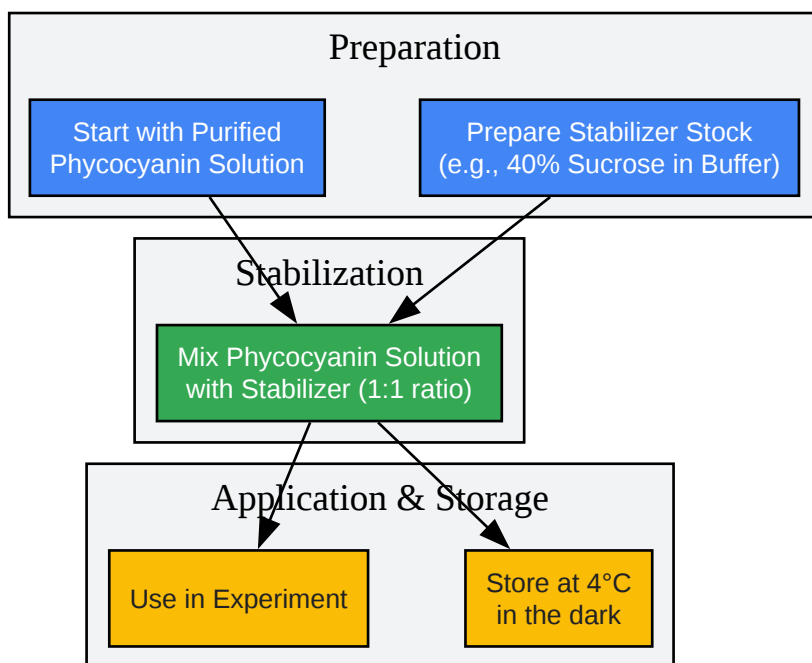 Preparation
Start with Purified
Phycocyanin Solution
Prepare Stabilizer Stock
(e.g., 40% Sucrose in Buffer)
Stabilization
Mix Phycocyanin Solution
with Stabilizer (1:1 ratio)
Application & Storage
Use in Experiment
Store at 4°C
in the dark